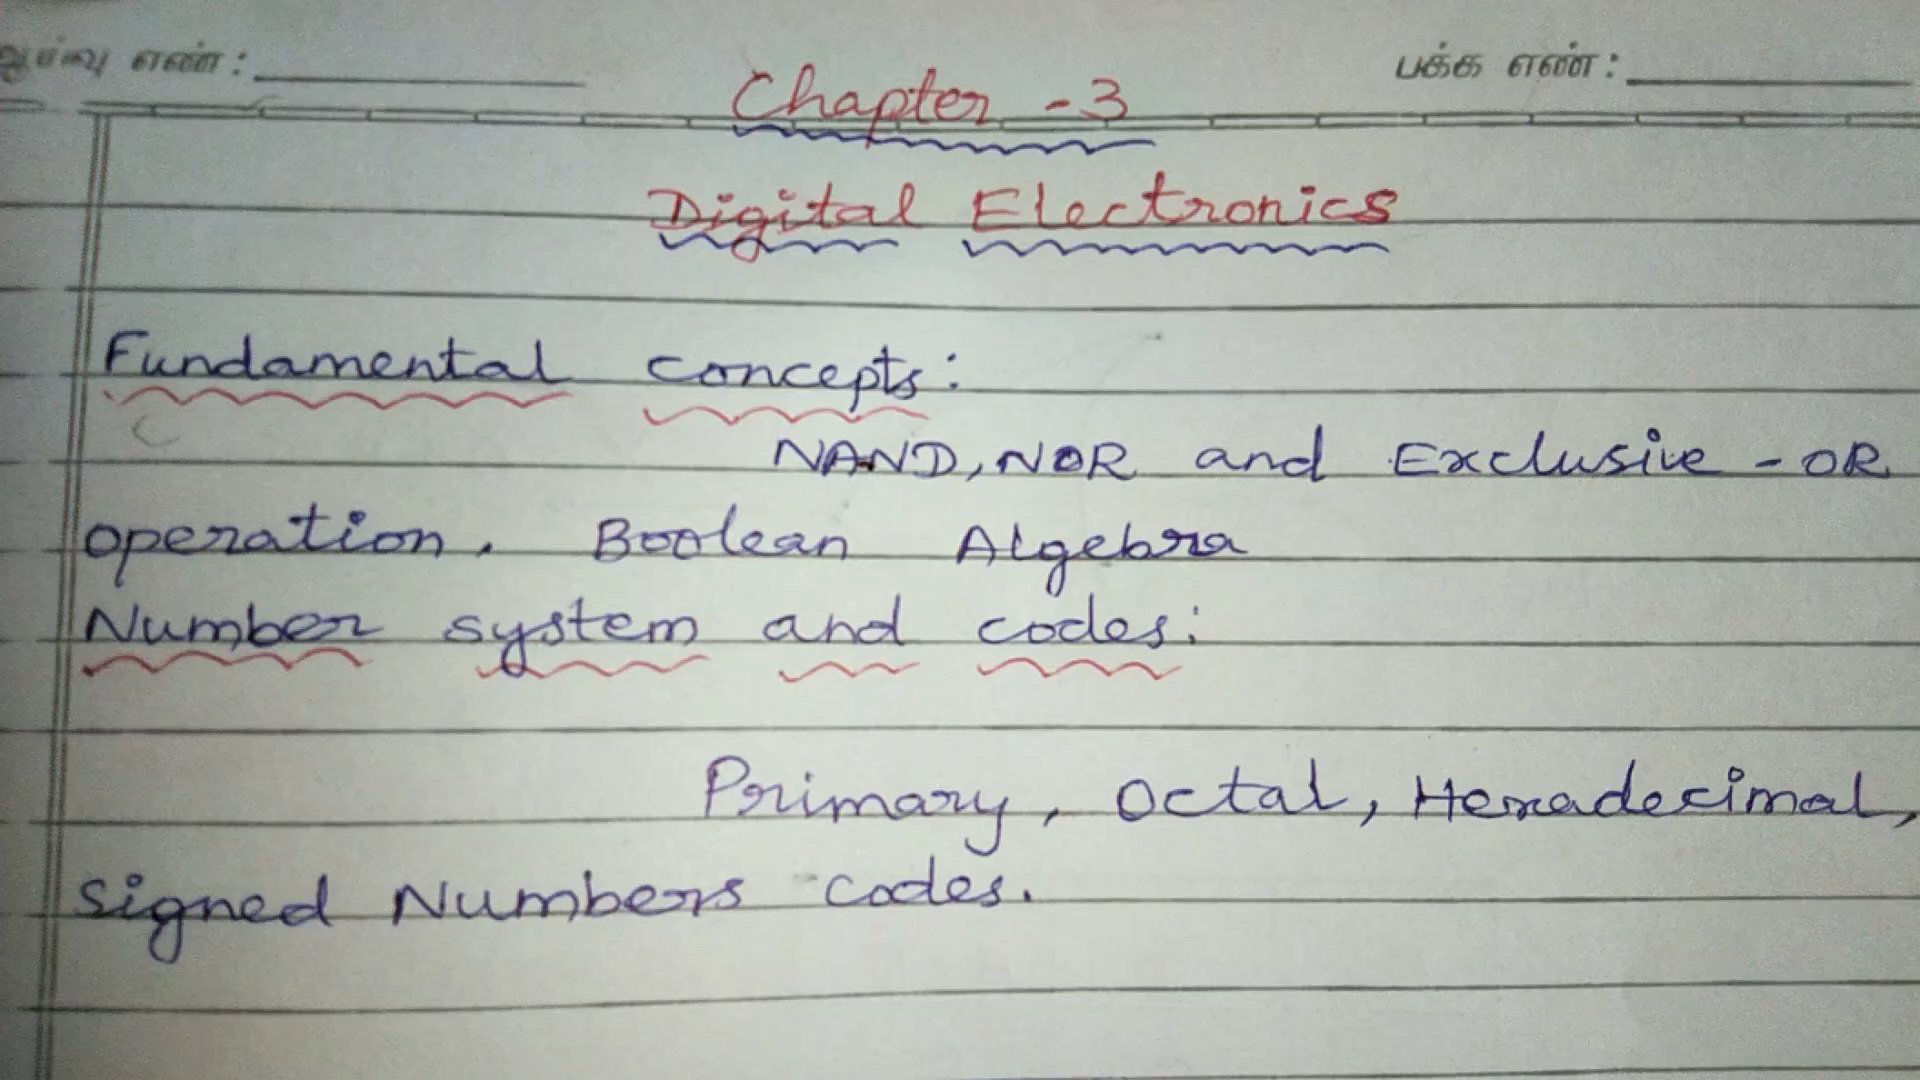 ஆய்வு எண்: பக்க எண்:
Chapter -3
Digital Electronics
Fundamental concepts:
NAND, NOR and Exclusive - OR
operation. Boolean Algebra
Number system and codes:
Primary, Octal, Hexadecimal,
Signed Numbers codes.